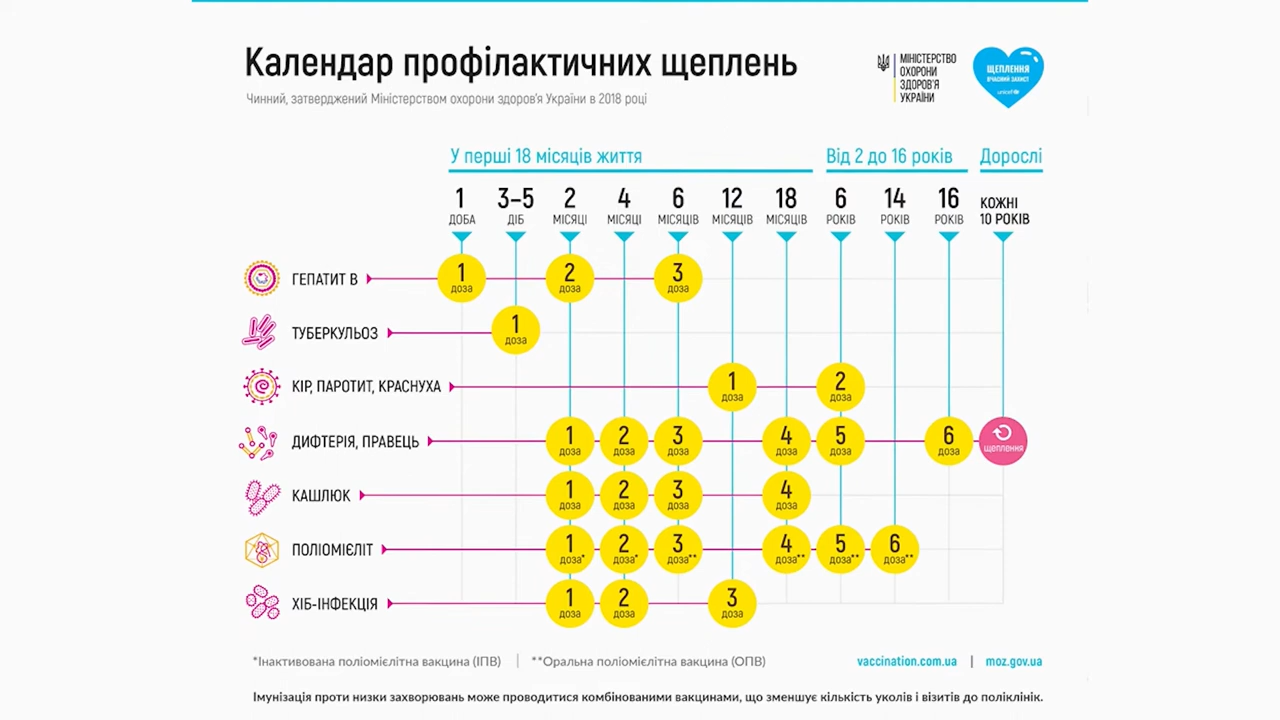 Календар профілактичних щеплень
Чинний, затверджений Міністерством охорони здоров'я України в 2018 році
МІНІСТЕРСТВО
ОХОРОНИ
ЗДОРОВ'Я
УКРАЇНИ
ЩЕПЛЕННЯ
ВЧАСНИЙ ЗАХИСТ
unicef
У перші 18 місяців життя
Від 2 до 16 років
Дорослі
1 3–5 2 4 6 12 18 6 14 16 КОЖНІ
ДОБА ДІБ МІСЯЦІ МІСЯЦІ МІСЯЦІВ МІСЯЦІВ МІСЯЦІВ РОКІВ РОКІВ РОКІВ 10 РОКІВ
ГЕПАТИТ В 1 доза 2 доза 3 доза
ТУБЕРКУЛЬОЗ 1 доза
КІР, ПАРОТИТ, КРАСНУХА 1 доза 2 доза
ДИФТЕРІЯ, ПРАВЕЦЬ 1 доза 2 доза 3 доза 4 доза 5 доза 6 доза щеплення
КАШЛЮК 1 доза 2 доза 3 доза 4 доза
ПОЛІОМІЄЛІТ 1 доза* 2 доза* 3 доза** 4 доза** 5 доза** 6 доза**
ХІБ-ІНФЕКЦІЯ 1 доза 2 доза 3 доза
*Інактивована поліомієлітна вакцина (ІПВ) | **Оральна поліомієлітна вакцина (ОПВ)
vaccination.com.ua | moz.gov.ua
Імунізація проти низки захворювань може проводитися комбінованими вакцинами, що зменшує кількість уколів і візитів до поліклінік.